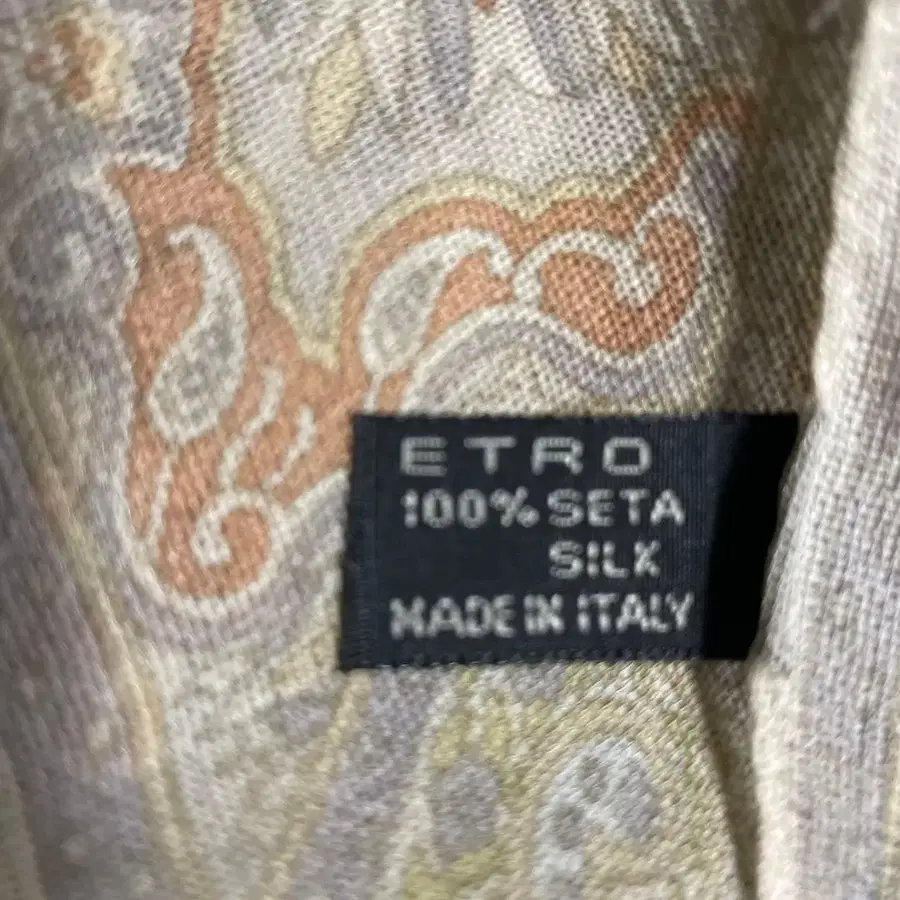 ETRO
100% SETA
SILK
MADE IN ITALY